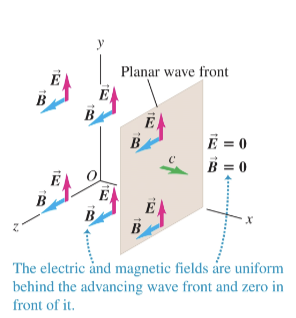 y
Planar wave front
E⃗
E⃗
B⃗
B⃗
E⃗
B⃗
E⃗ = 0
c
B⃗ = 0
E⃗
O
E⃗
B⃗
B⃗
E⃗
B⃗
x
z
The electric and magnetic fields are uniform
behind the advancing wave front and zero in
front of it.